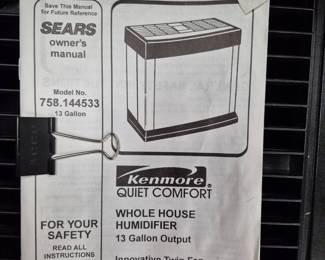 Save This Manual
for Future Reference
SEARS
owner's
manual
Model No.
758.144533
13 Gallon
FOR YOUR
SAFETY
READ ALL
INSTRUCTIONS
Kenmore
QUIET COMFORT
WHOLE HOUSE
HUMIDIFIER
13 Gallon Output
Innovative Twin Fan